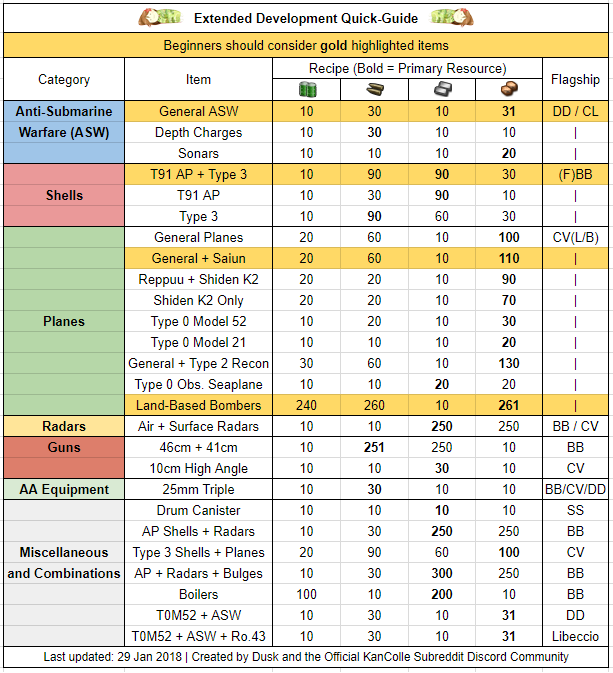 Extended Development Quick-Guide
Beginners should consider gold highlighted items
Category Item Recipe (Bold = Primary Resource) Flagship
Anti-Submarine General ASW 10 30 10 31 DD / CL
Warfare (ASW) Depth Charges 10 30 10 10 |
Sonars 10 10 10 20 |
T91 AP + Type 3 10 90 90 30 (F)BB
Shells T91 AP 10 30 90 10 |
Type 3 10 90 60 30 |
General Planes 20 60 10 100 CV(L/B)
General + Saiun 20 60 10 110 |
Reppuu + Shiden K2 20 20 10 90 |
Shiden K2 Only 20 20 10 70 |
Planes Type 0 Model 52 10 20 10 30 |
Type 0 Model 21 10 10 10 20 |
General + Type 2 Recon 30 60 10 130 |
Type 0 Obs. Seaplane 10 10 20 20 |
Land-Based Bombers 240 260 10 261 |
Radars Air + Surface Radars 10 10 250 250 BB / CV
Guns 46cm + 41cm 10 251 250 10 BB
10cm High Angle 10 10 30 10 CV
AA Equipment 25mm Triple 10 30 10 10 BB/CV/DD
Drum Canister 10 10 10 10 SS
AP Shells + Radars 10 30 250 250 BB
Miscellaneous Type 3 Shells + Planes 20 90 60 100 CV
and Combinations AP + Radars + Bulges 10 30 300 250 BB
Boilers 100 10 200 10 BB
T0M52 + ASW 10 30 10 31 DD
T0M52 + ASW + Ro.43 10 30 10 31 Libeccio
Last updated: 29 Jan 2018 | Created by Dusk and the Official KanColle Subreddit Discord Community